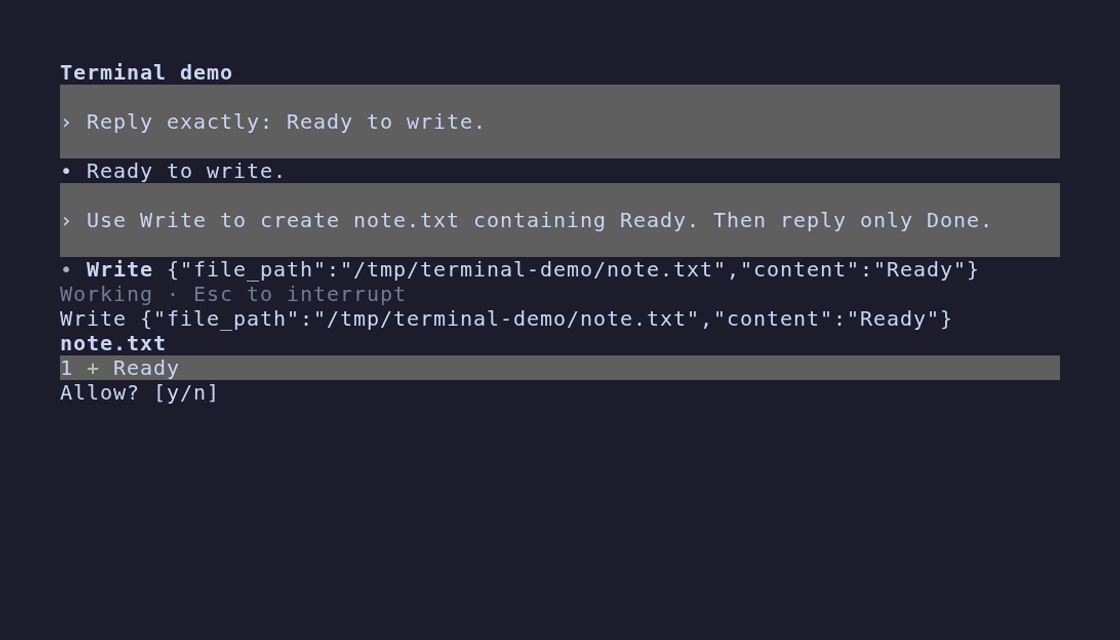 Terminal demo
› Reply exactly: Ready to write.
• Ready to write.
› Use Write to create note.txt containing Ready. Then reply only Done.
• Write {"file_path":"/tmp/terminal-demo/note.txt","content":"Ready"}
Working · Esc to interrupt
Write {"file_path":"/tmp/terminal-demo/note.txt","content":"Ready"}
note.txt
1 + Ready
Allow? [y/n]